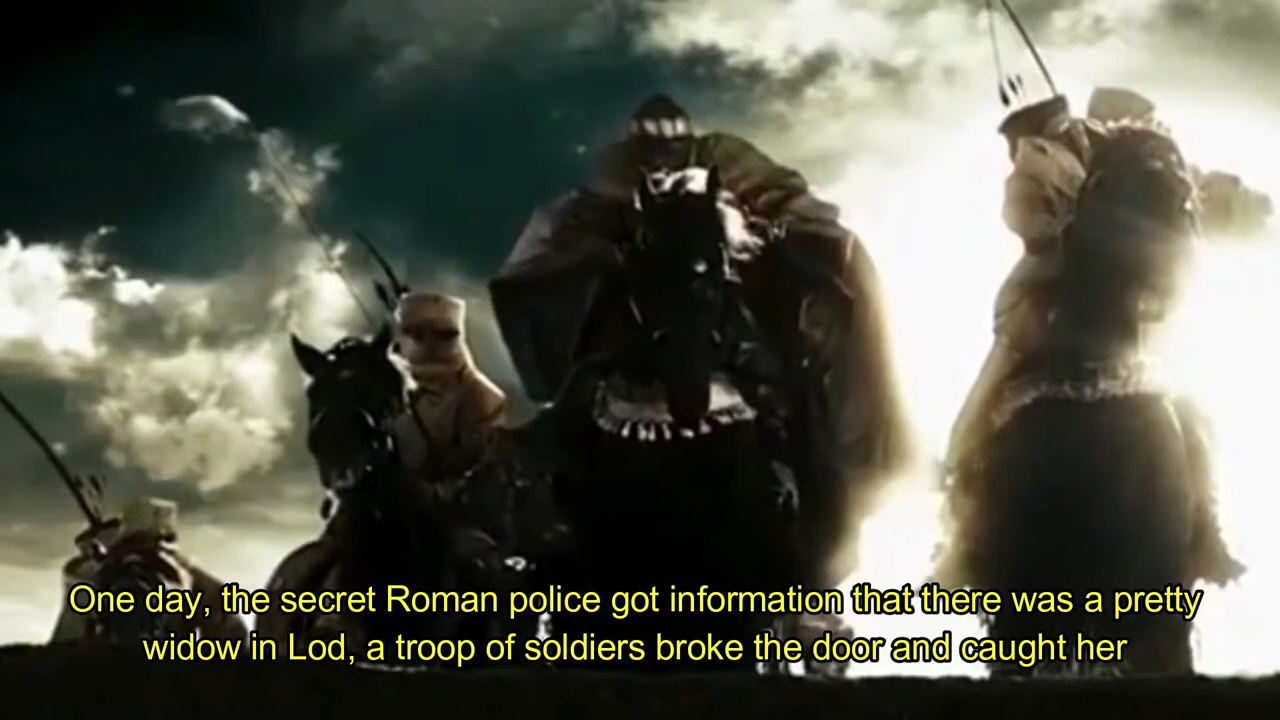 One day, the secret Roman police got information that there was a pretty
widow in Lod, a troop of soldiers broke the door and caught her